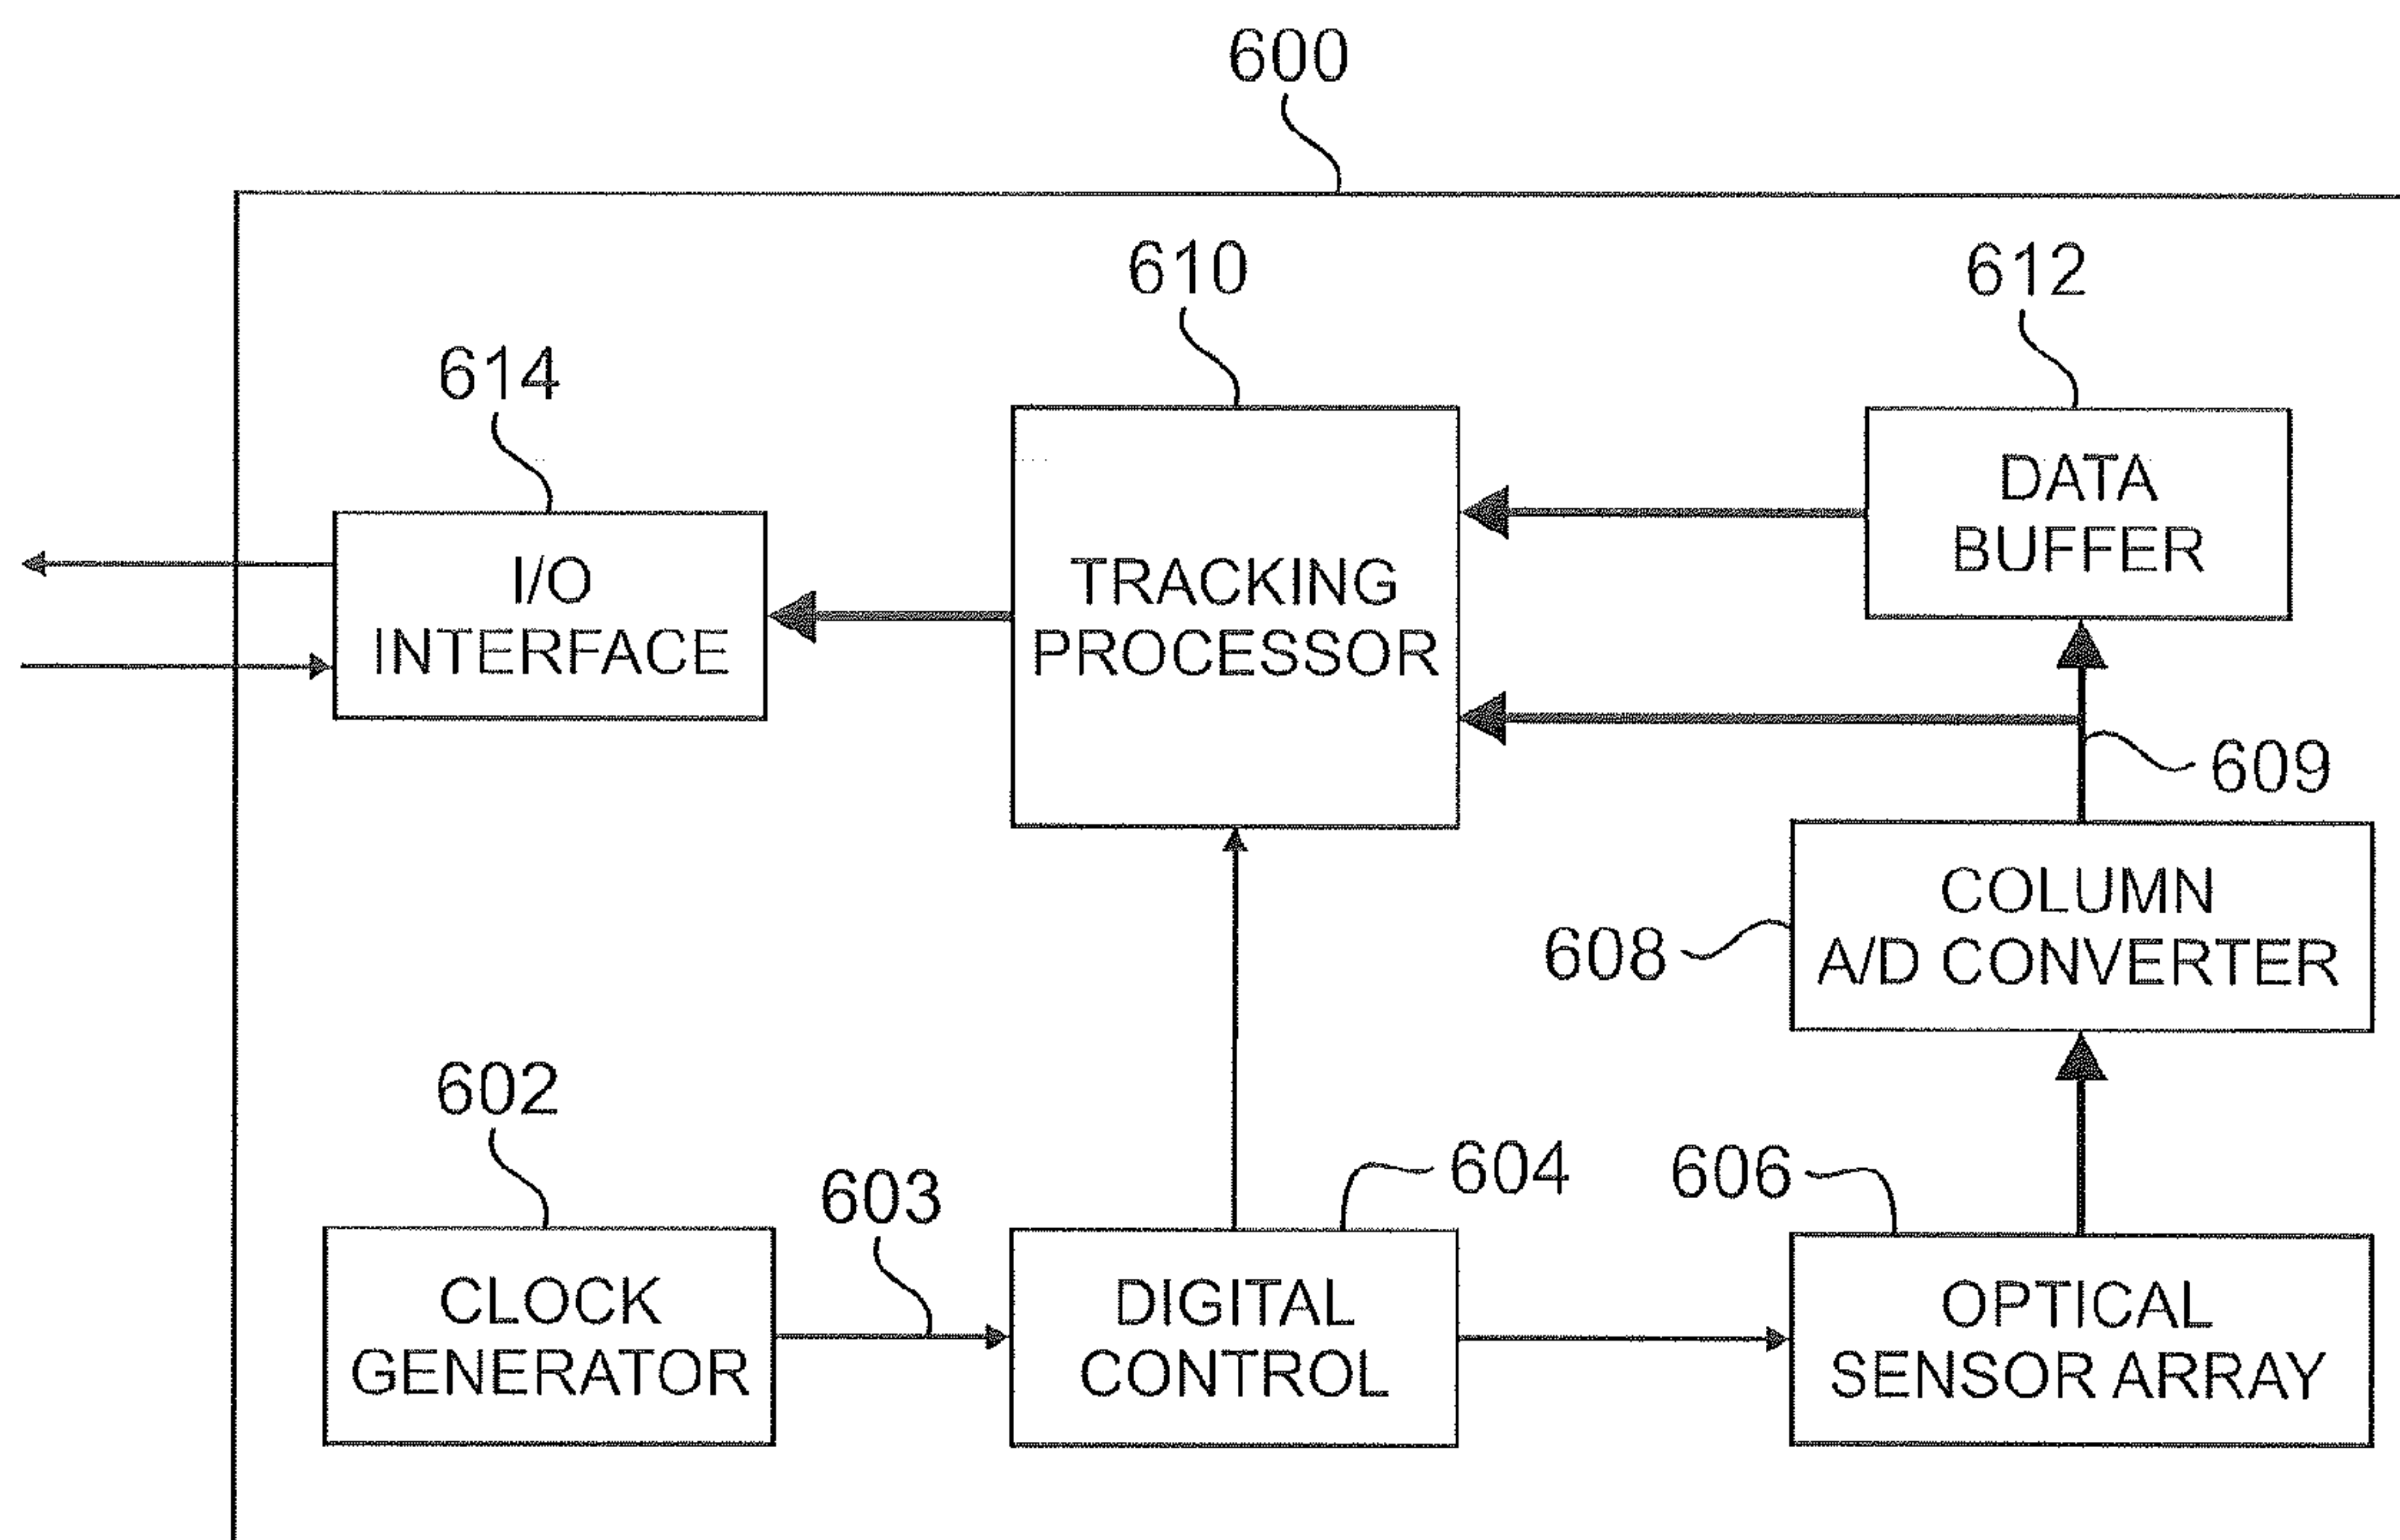 600
610
612
614
DATA
BUFFER
I/O
INTERFACE
TRACKING
PROCESSOR
609
COLUMN
A/D CONVERTER
608
602
603
604
606
CLOCK
GENERATOR
DIGITAL
CONTROL
OPTICAL
SENSOR ARRAY